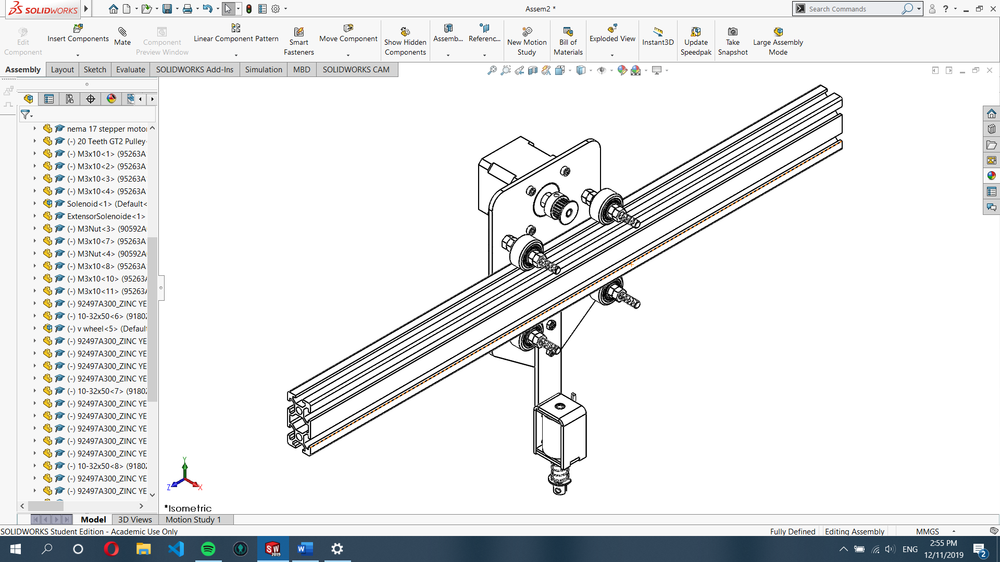 SOLIDWORKS
Assem2 *
Search Commands
Edit Component
Insert Components
Mate
Component Preview Window
Linear Component Pattern
Smart Fasteners
Move Component
Show Hidden Components
Assemb...
Referenc...
New Motion Study
Bill of Materials
Exploded View
Instant3D
Update Speedpak
Take Snapshot
Large Assembly Mode
Assembly
Layout
Sketch
Evaluate
SOLIDWORKS Add-Ins
Simulation
MBD
SOLIDWORKS CAM
nema 17 stepper motor
(-) 20 Teeth GT2 Pulley-
(-) M3x10<1> (95263A
(-) M3x10<2> (95263A
(-) M3x10<3> (95263A
(-) M3x10<4> (95263A
Solenoid<1> (Default<
ExtensorSolenoide<1>
(-) M3Nut<3> (90592A
(-) M3x10<7> (95263A
(-) M3Nut<4> (90592A
(-) M3x10<8> (95263A
(-) M3x10<10> (95263A
(-) M3x10<11> (95263A
(-) 92497A300_ZINC YE
(-) 10-32x50<6> (91802
(-) v wheel<5> (Default
(-) 92497A300_ZINC YE
(-) 92497A300_ZINC YE
(-) 92497A300_ZINC YE
(-) 92497A300_ZINC YE
(-) 10-32x50<7> (91802
(-) 92497A300_ZINC YE
(-) 92497A300_ZINC YE
(-) 92497A300_ZINC YE
(-) 92497A300_ZINC YE
(-) 92497A300_ZINC YE
(-) 10-32x50<8> (91802
(-) 92497A300_ZINC YE
(-) 92497A300_ZINC YE
Y
Z
X
*Isometric
Model
3D Views
Motion Study 1
SOLIDWORKS Student Edition - Academic Use Only
Fully Defined
Editing Assembly
MMGS
SW
2019
W
ENG
2:55 PM
12/11/2019
2